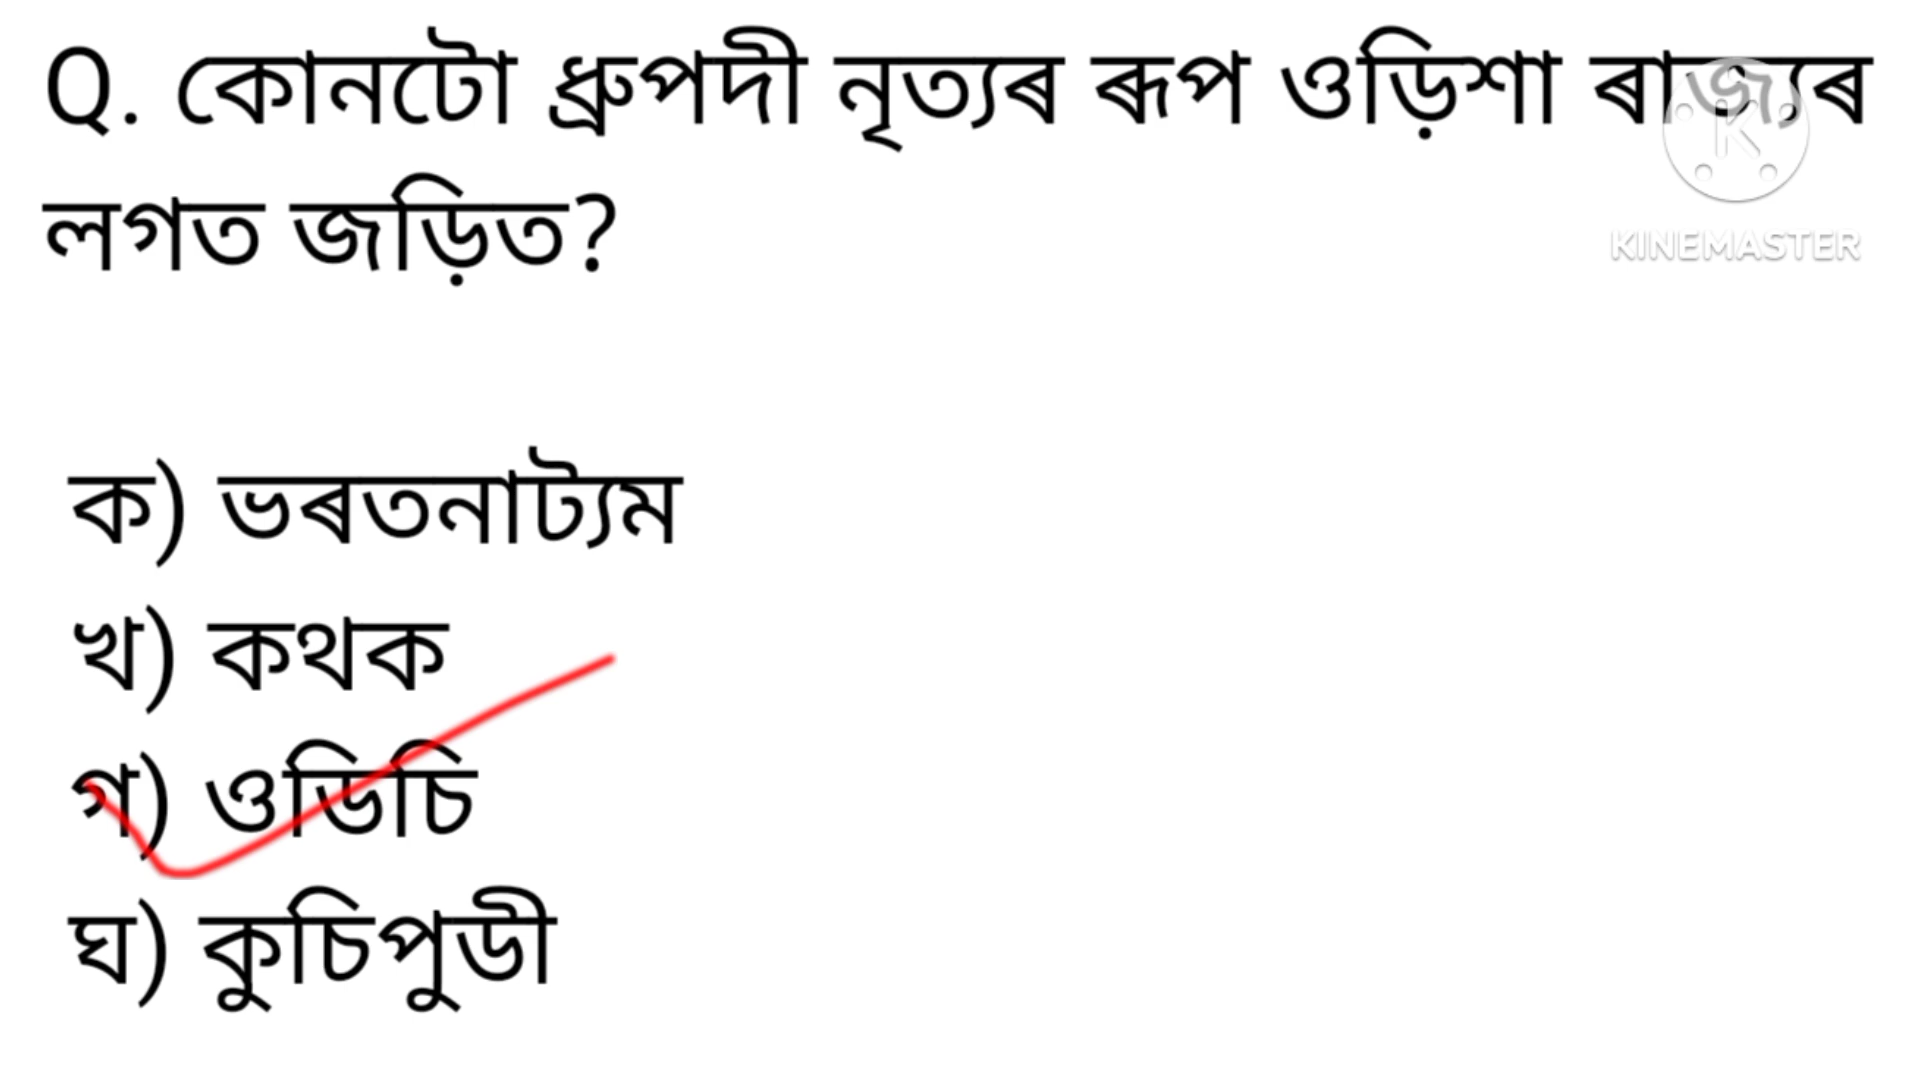 Q. কোনটো ধ্ৰুপদী নৃত্যৰ ৰূপ ওড়িশা ৰাজ্যৰ
লগত জড়িত?
K
KINEMASTER
ক) ভৰতনাট্যম
খ) কথক
গ) ওডিচি
ঘ) কুচিপুডী